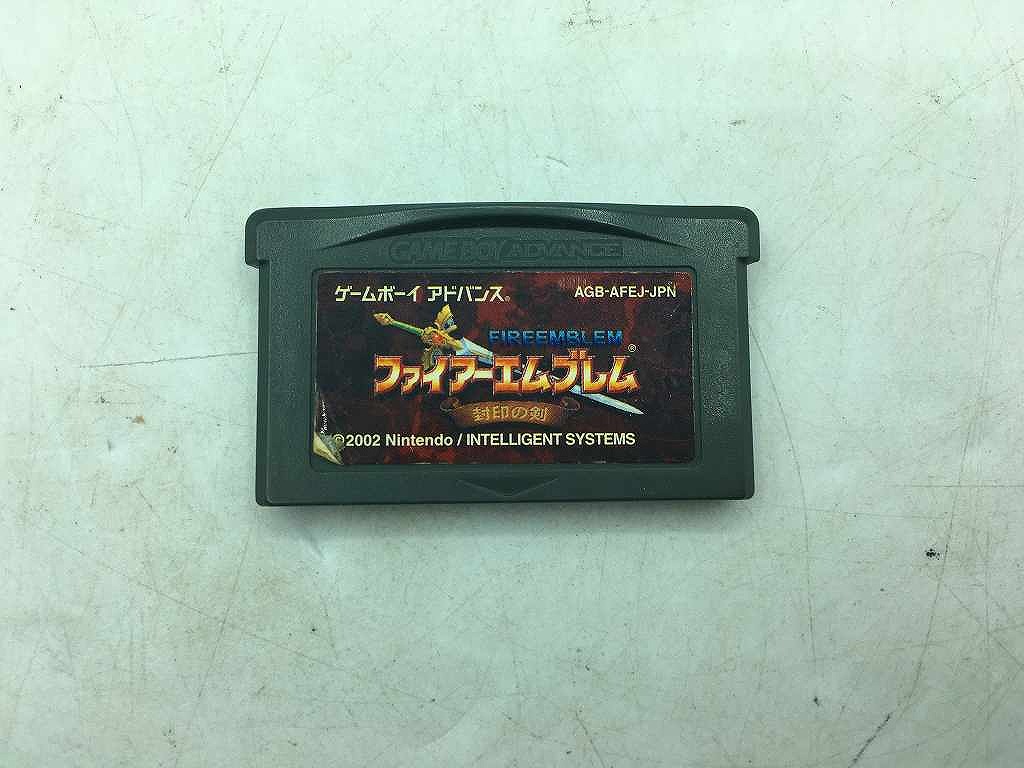 GAME BOY ADVANCE
ゲームボーイ アドバンス®
AGB-AFEJ-JPN
FIREEMBLEM
ファイアーエムブレム®
封印の剣
©2002 Nintendo / INTELLIGENT SYSTEMS